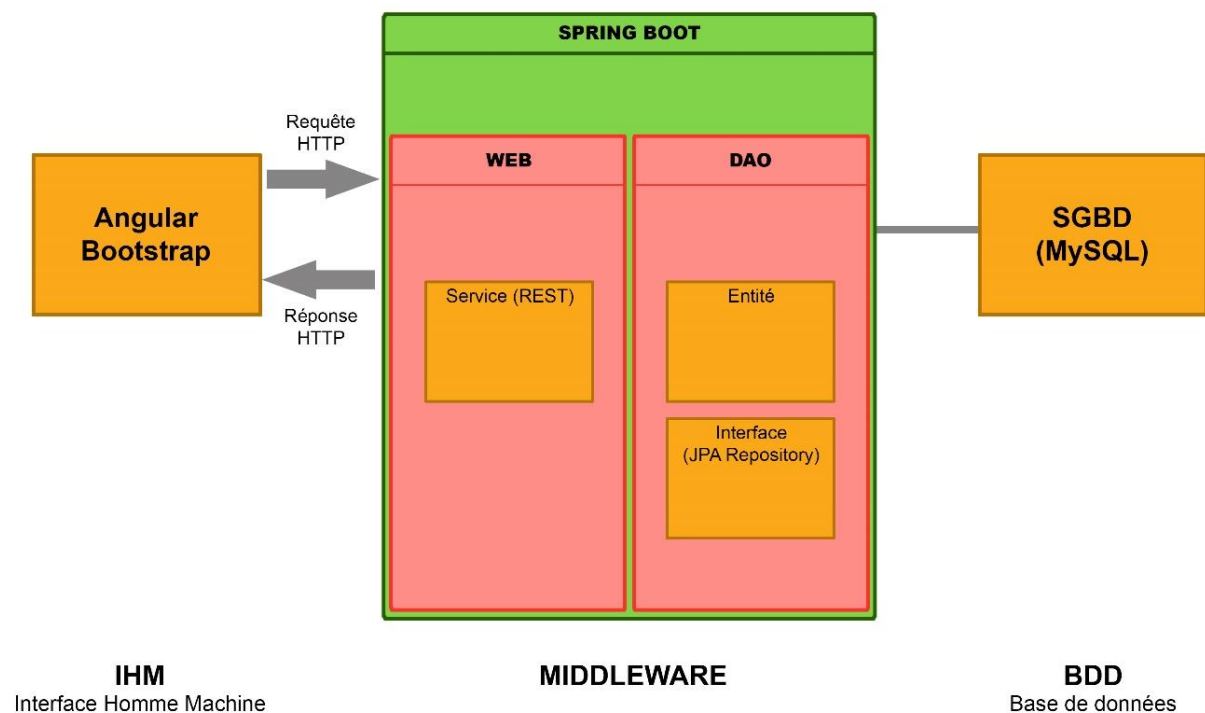 SPRING BOOT
Requête
HTTP
WEB
DAO
Angular
Bootstrap
SGBD
(MySQL)
Service (REST)
Entité
Réponse
HTTP
Interface
(JPA Repository)
IHM
Interface Homme Machine
MIDDLEWARE
BDD
Base de données